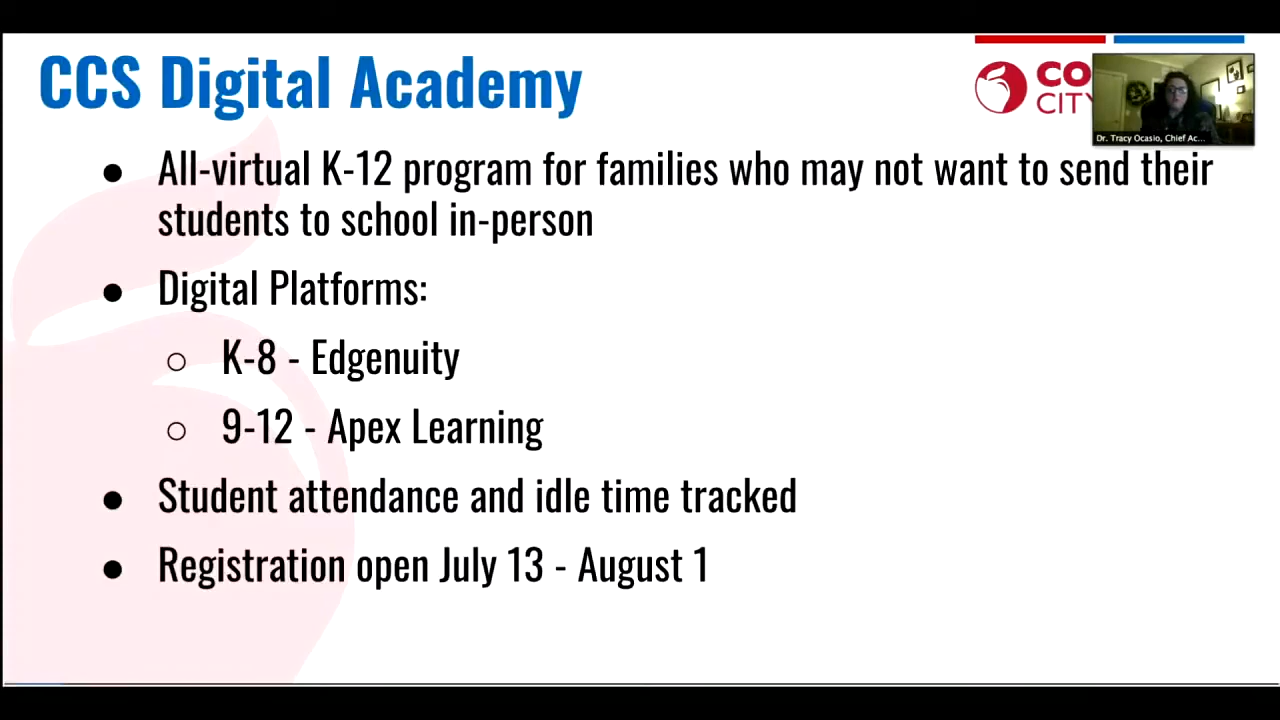 CCS Digital Academy
CO
CITY
Dr. Tracy Ocasio, Chief Ac...
● All-virtual K-12 program for families who may not want to send their
students to school in-person
● Digital Platforms:
○ K-8 - Edgenuity
○ 9-12 - Apex Learning
● Student attendance and idle time tracked
● Registration open July 13 - August 1